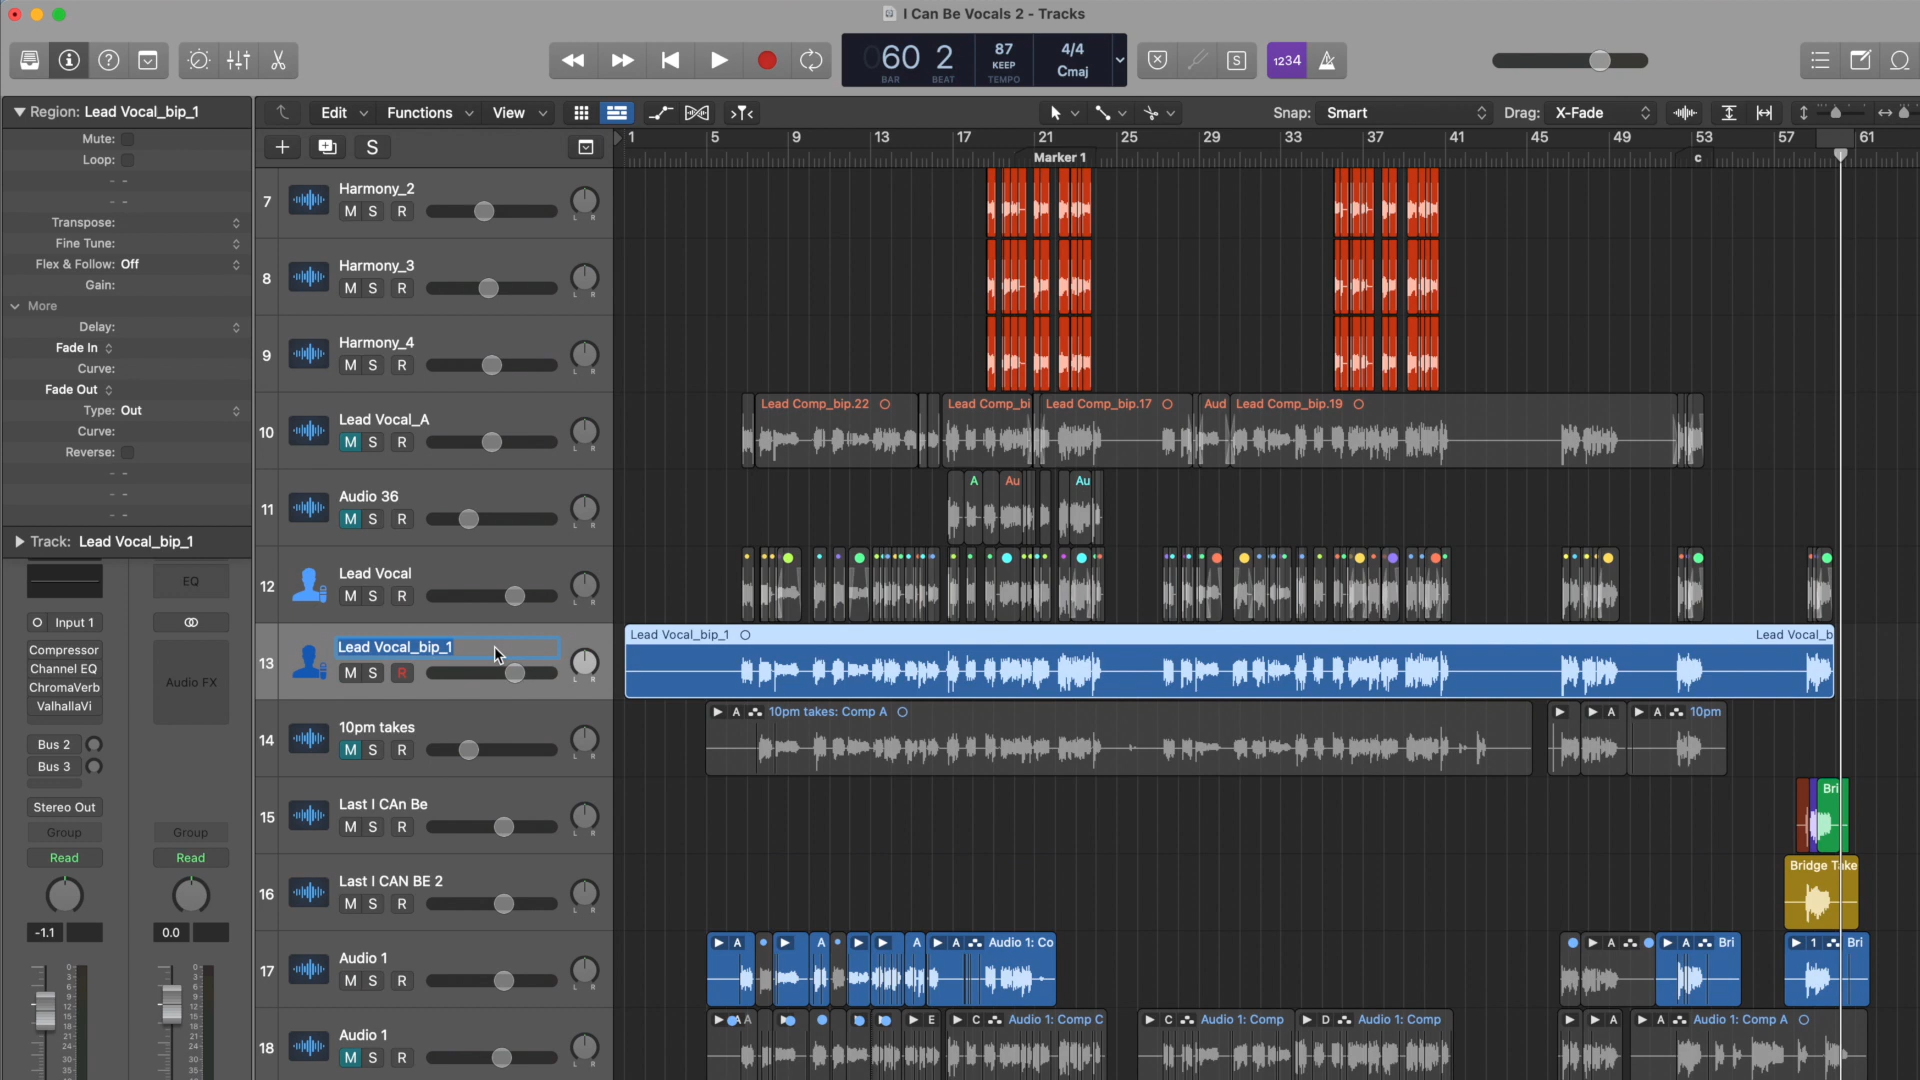 I Can Be Vocals 2 - Tracks
60 2
BAR BEAT
87
KEEP
TEMPO
4/4
Cmaj
S
1234
Region: Lead Vocal_bip_1
Edit
Functions
View
Snap: Smart
Drag: X-Fade
Mute:
Loop:
Transpose:
Fine Tune:
Flex & Follow: Off
Gain:
More
Delay:
Fade In
Curve:
Fade Out
Type: Out
Curve:
Reverse:
Track: Lead Vocal_bip_1
EQ
Input 1
Compressor
Channel EQ
ChromaVerb
ValhallaVi
Audio FX
Bus 2
Bus 3
Stereo Out
Group
Group
Read
Read
-1.1
0.0
S
1 5 9 13 17 21 25 29 33 37 41 45 49 53 57 61
Marker 1
c
7 Harmony_2
M S R
8 Harmony_3
M S R
9 Harmony_4
M S R
10 Lead Vocal_A
M S R
Lead Comp_bip.22
Lead Comp_bi
Lead Comp_bip.17
Aud
Lead Comp_bip.19
11 Audio 36
M S R
A
Au
Au
12 Lead Vocal
M S R
13 Lead Vocal_bip_1
M S R
Lead Vocal_bip_1
Lead Vocal_b
14 10pm takes
M S R
A 10pm takes: Comp A
A
A 10pm
15 Last I CAn Be
M S R
Bri
16 Last I CAN BE 2
M S R
Bridge Take
17 Audio 1
M S R
A
A
A
A Audio 1: Co
A
A Bri
1 Bri
18 Audio 1
M S R
A
E
C Audio 1: Comp C
C Audio 1: Comp
D Audio 1: Comp
A
A Audio 1: Comp A